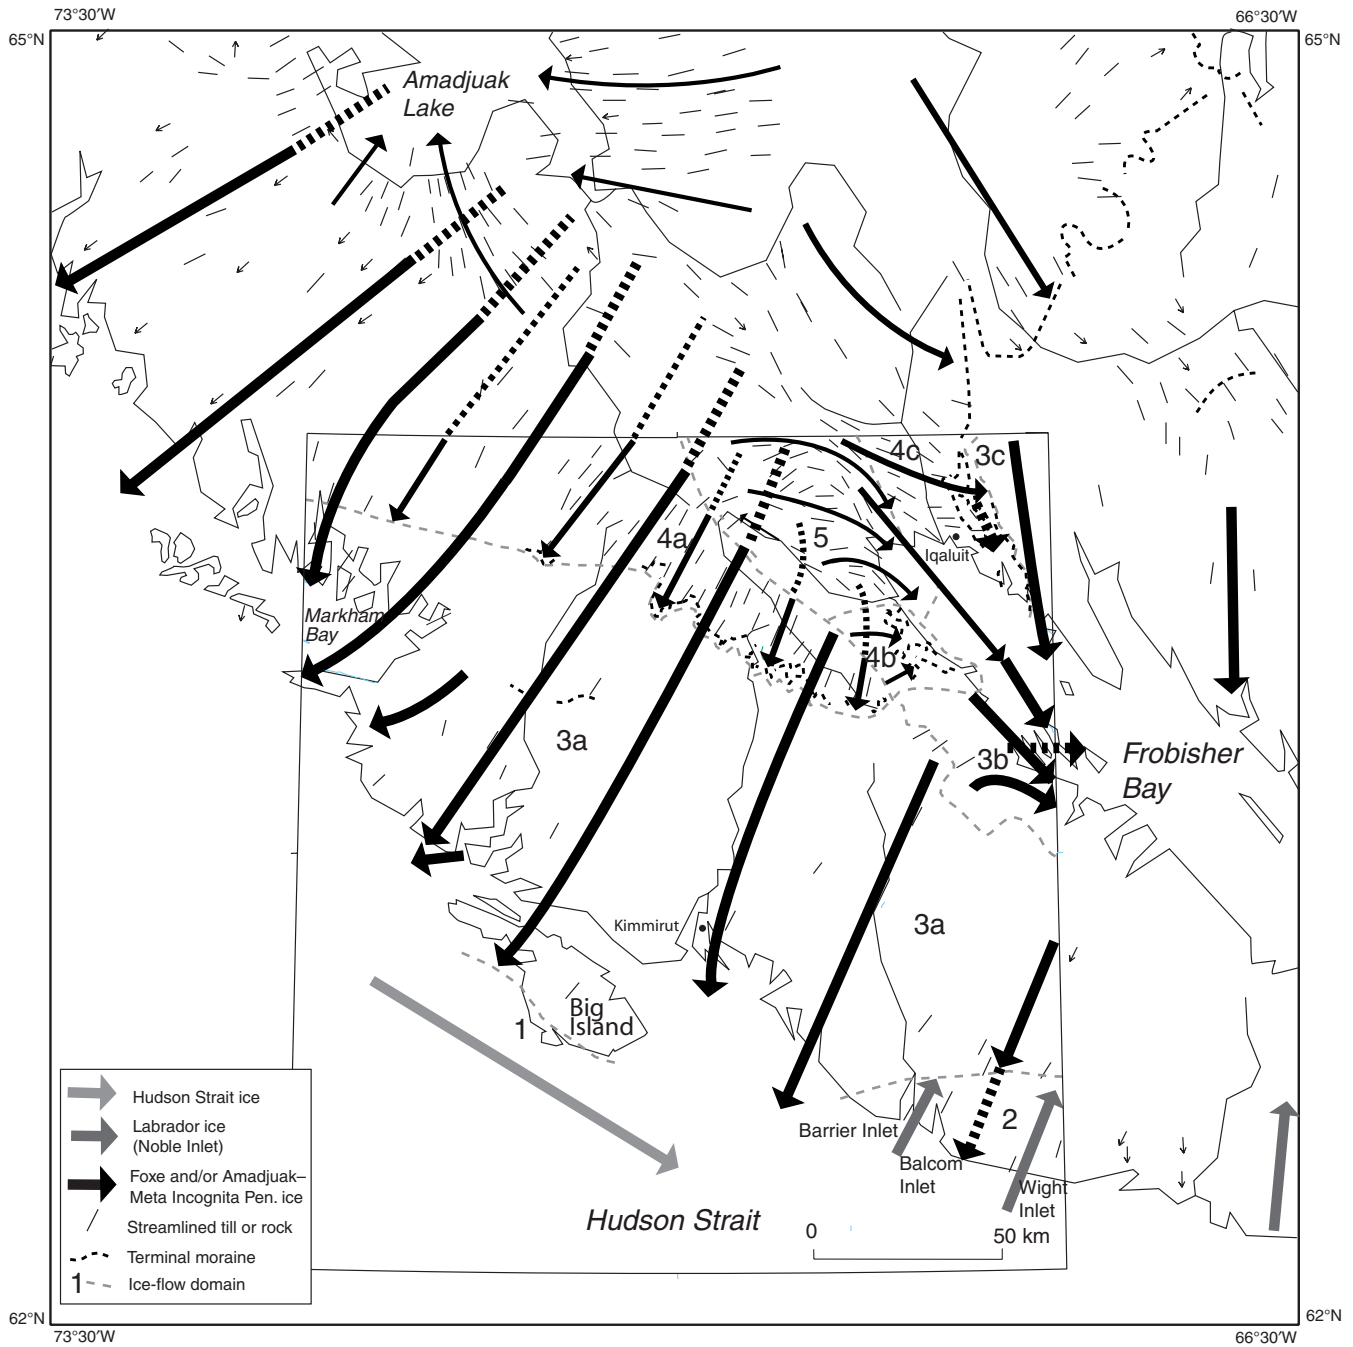 73°30′W
66°30′W
65°N
65°N
Amadjuak
Lake
4c
3c
4a
5
Iqaluit
Markham
Bay
4b
3a
3b
Frobisher
Bay
3a
Kimmirut
1
Big
Island
2
Barrier Inlet
Balcom
Inlet
Wight
Inlet
Hudson Strait
0
50 km
Hudson Strait ice
Labrador ice
(Noble Inlet)
Foxe and/or Amadjuak–
Meta Incognita Pen. ice
Streamlined till or rock
Terminal moraine
1
Ice-flow domain
62°N
62°N
73°30′W
66°30′W